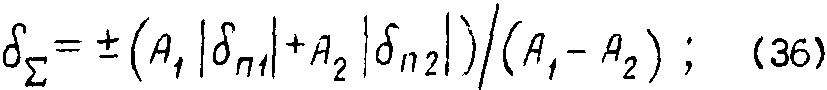 δ_Σ = ± (A₁ |δ_п1| + A₂ |δ_п2|) / (A₁ − A₂) ; (36)